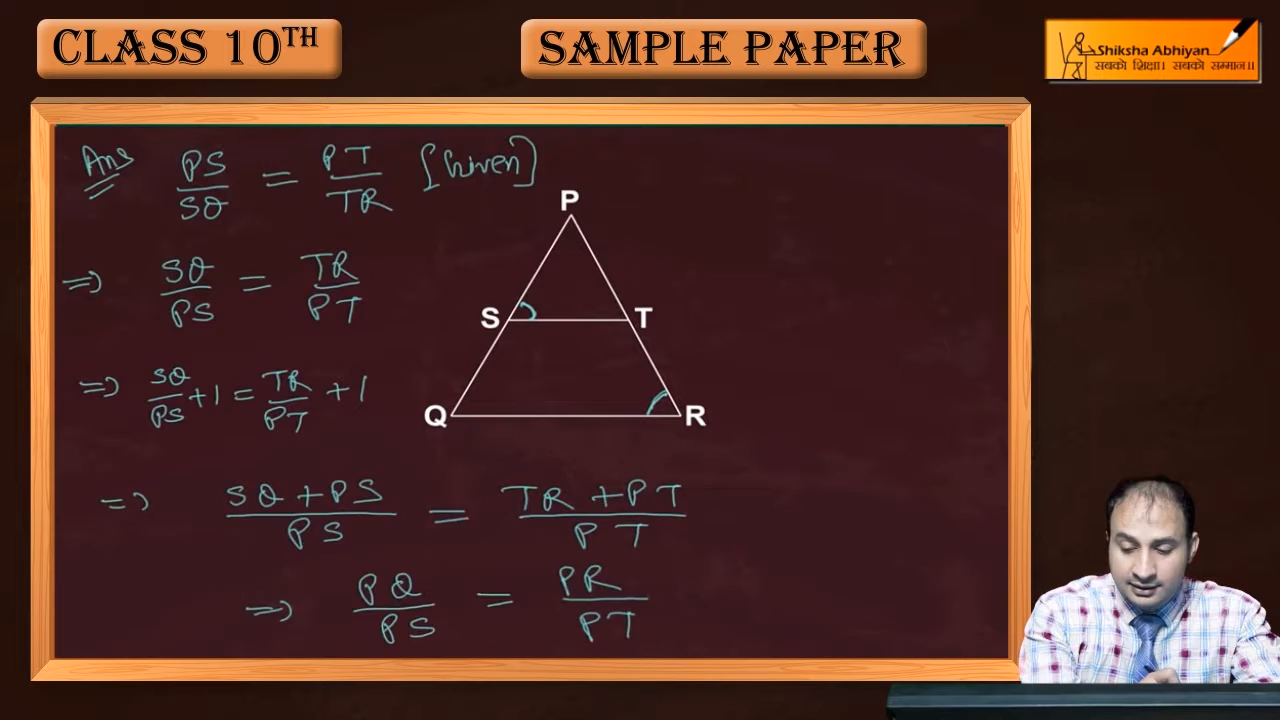 CLASS 10TH
SAMPLE PAPER
Shiksha Abhiyan
सबको शिक्षा। सबको सम्मान।।
Ans PS/SQ = PT/TR [Given]
=> SQ/PS = TR/PT
=> SQ/PS + 1 = TR/PT + 1
=> SQ + PS/PS = TR + PT/PT
=> PQ/PS = PR/PT
P
S T
Q R